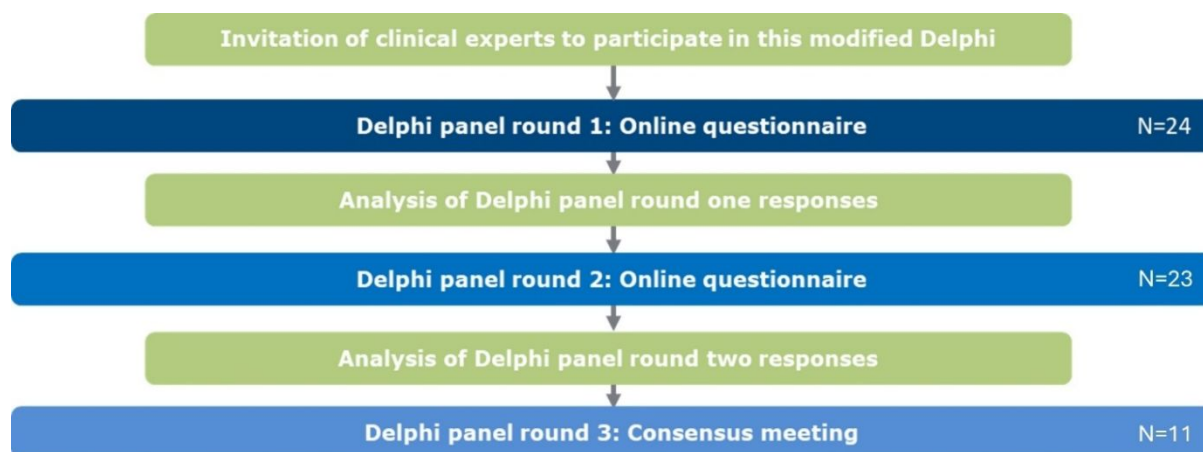 Invitation of clinical experts to participate in this modified Delphi
Delphi panel round 1: Online questionnaire N=24
Analysis of Delphi panel round one responses
Delphi panel round 2: Online questionnaire N=23
Analysis of Delphi panel round two responses
Delphi panel round 3: Consensus meeting N=11